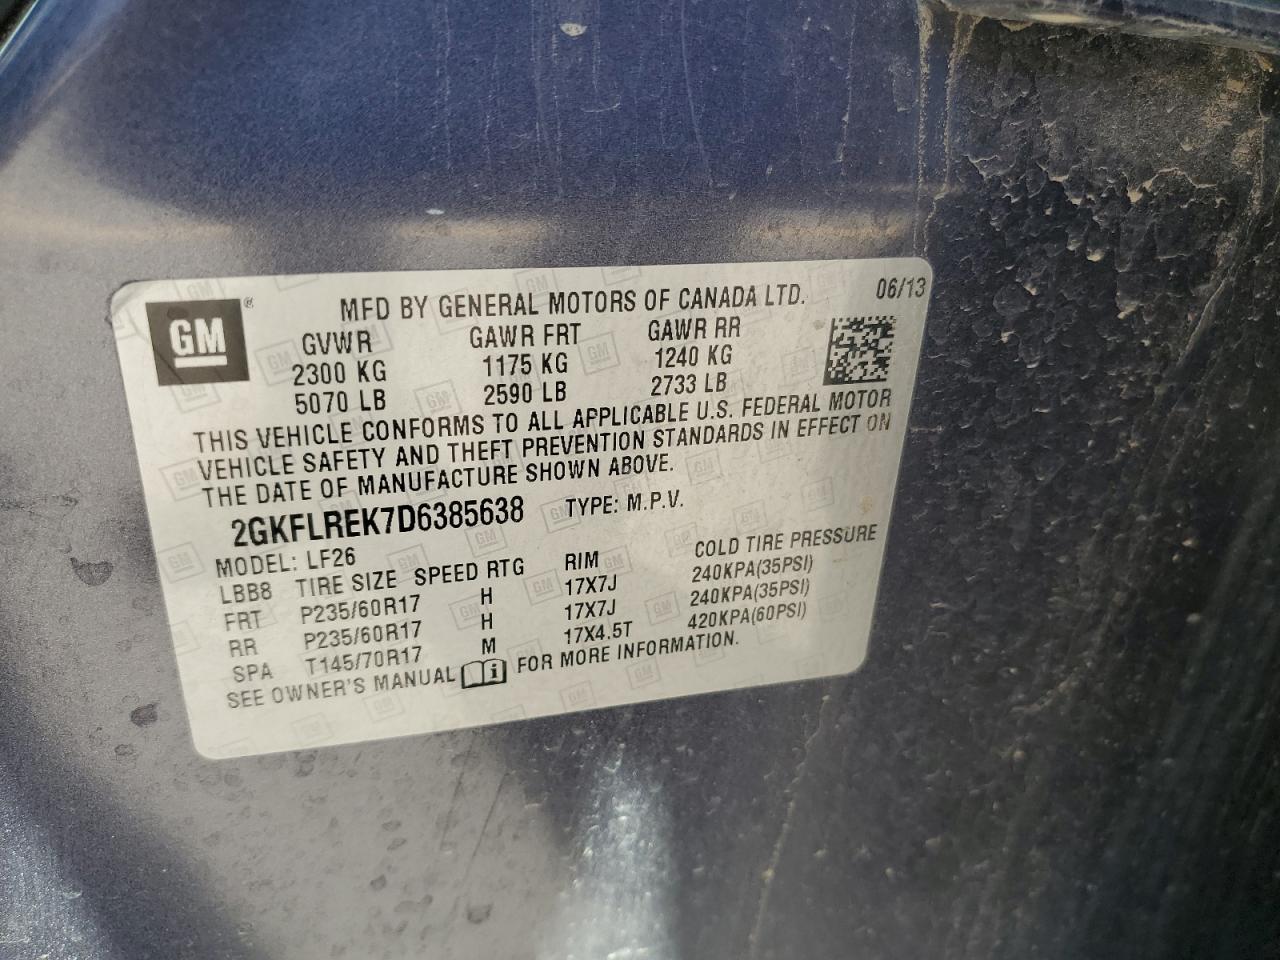 GM ® MFD BY GENERAL MOTORS OF CANADA LTD. 06/13
GVWR GAWR FRT GAWR RR
2300 KG 1175 KG 1240 KG
5070 LB 2590 LB 2733 LB
THIS VEHICLE CONFORMS TO ALL APPLICABLE U.S. FEDERAL MOTOR
VEHICLE SAFETY AND THEFT PREVENTION STANDARDS IN EFFECT ON
THE DATE OF MANUFACTURE SHOWN ABOVE.
2GKFLREK7D6385638 TYPE: M.P.V.
MODEL: LF26
LBB8 TIRE SIZE SPEED RTG RIM COLD TIRE PRESSURE
FRT P235/60R17 H 17X7J 240KPA(35PSI)
RR P235/60R17 H 17X7J 240KPA(35PSI)
SPA T145/70R17 M 17X4.5T 420KPA(60PSI)
SEE OWNER'S MANUAL i FOR MORE INFORMATION.